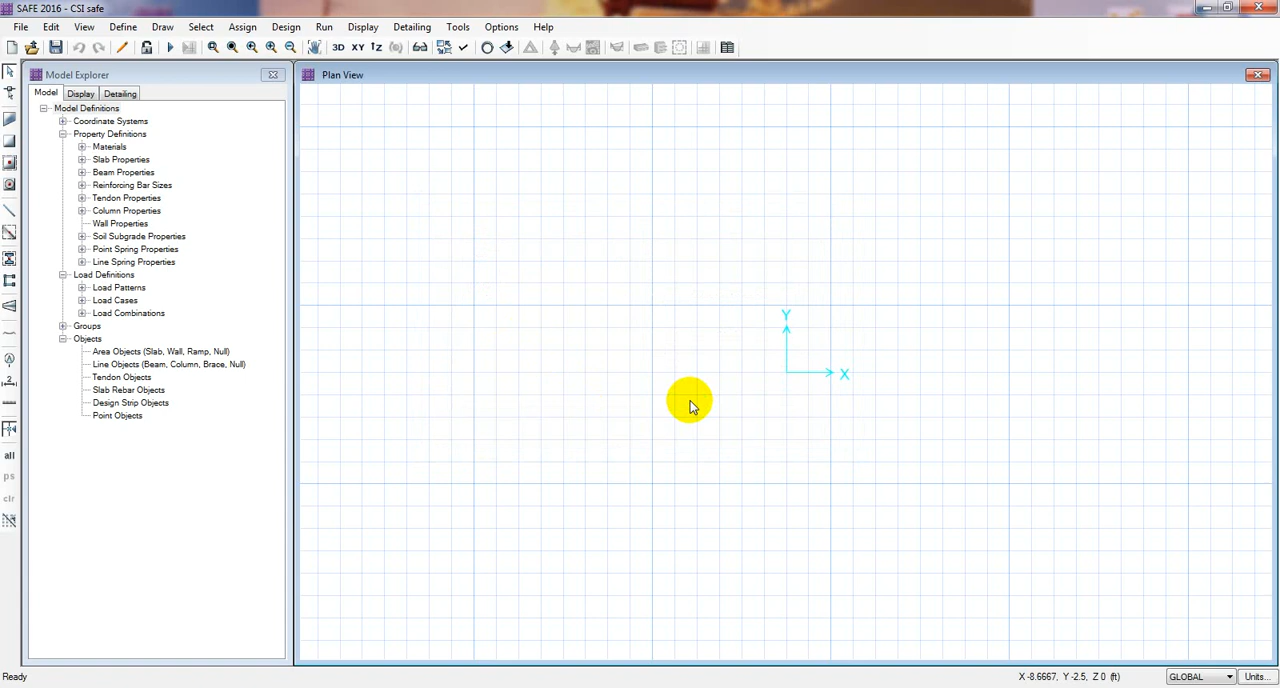 SAFE 2016 - CSI safe
File Edit View Define Draw Select Assign Design Run Display Detailing Tools Options Help
3D XY
Model Explorer
Plan View
Model Display Detailing
Model Definitions
Coordinate Systems
Property Definitions
Materials
Slab Properties
Beam Properties
Reinforcing Bar Sizes
Tendon Properties
Column Properties
Wall Properties
Soil Subgrade Properties
Point Spring Properties
Line Spring Properties
Load Definitions
Load Patterns
Load Cases
Load Combinations
Groups
Objects
Area Objects (Slab, Wall, Ramp, Null)
Line Objects (Beam, Column, Brace, Null)
Tendon Objects
Slab Rebar Objects
Design Strip Objects
Point Objects
Y
X
all
ps
clr
Ready
X -8.6667, Y -2.5, Z 0 (ft)
GLOBAL
Units...